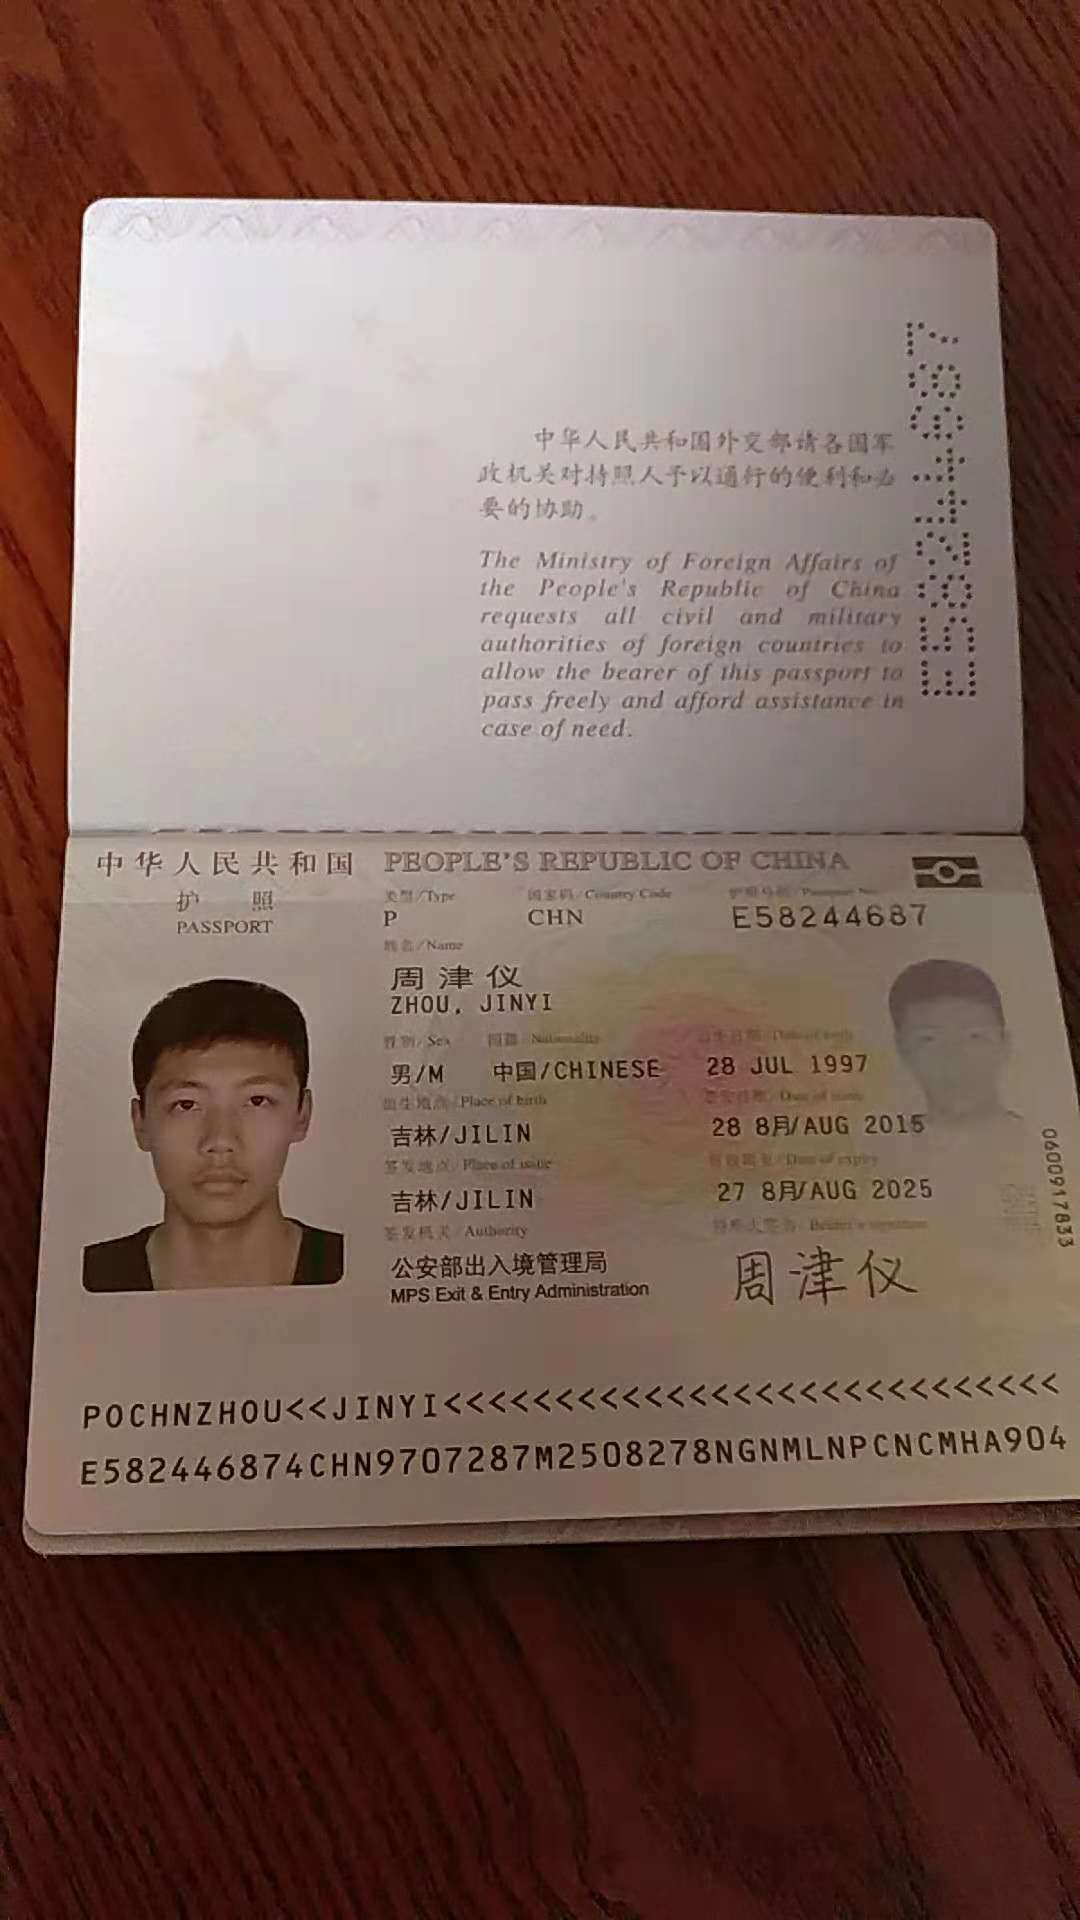 中华人民共和国外交部请各国军
政机关对持照人予以通行的便利和必
要的协助。
The Ministry of Foreign Affairs of
the People's Republic of China
requests all civil and military
authorities of foreign countries to
allow the bearer of this passport to
pass freely and afford assistance in
case of need.
E58244687
中华人民共和国 PEOPLE'S REPUBLIC OF CHINA
护 照
PASSPORT
类型/Type 国家码/Country Code 护照号码/Passport No.
P CHN E58244687
姓名/Name
周津仪
ZHOU, JINYI
性别/Sex 国籍/Nationality 出生日期/Date of birth
男/M 中国/CHINESE 28 JUL 1997
出生地点/Place of birth 签发日期/Date of issue
吉林/JILIN 28 8月/AUG 2015
签发地点/Place of issue 有效期至/Date of expiry
吉林/JILIN 27 8月/AUG 2025
签发机关/Authority 持照人签名/Bearer's signature
公安部出入境管理局
MPS Exit & Entry Administration
周津仪
0600917833
POCHNZHOU<<JINYI<<<<<<<<<<<<<<<<<<<<<<<<<<<<
E582446874CHN9707287M2508278NGNMLNPCNCMHA904